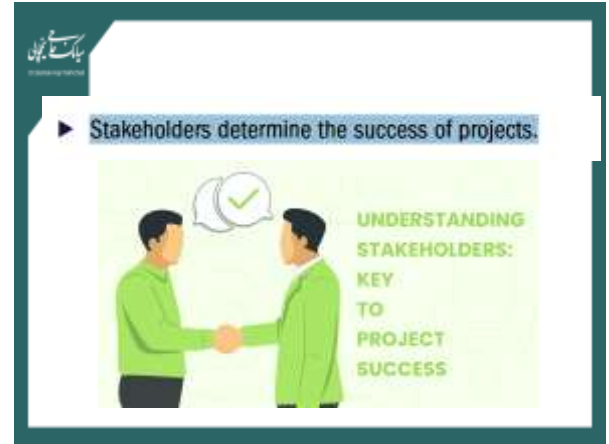 Stakeholders determine the success of projects.
UNDERSTANDING
STAKEHOLDERS:
KEY
TO
PROJECT
SUCCESS